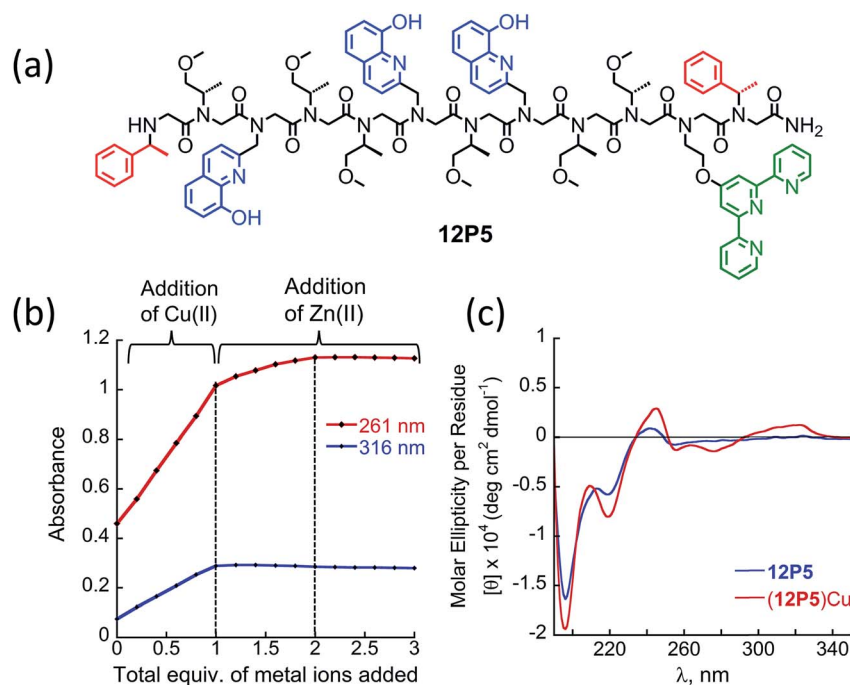 (a)
OH
OH
O
N
N
O
O
O
O
O
O
O
O
O
O
O
O
HN
N
N
N
N
N
N
N
N
N
N
N
NH2
N
OH
O
O
O
O
N
N
N
12P5
(b)
Addition
of Cu(II)
Addition
of Zn(II)
Absorbance
1.2
1
0.8
0.6
0.4
0.2
0
261 nm
316 nm
0 0.5 1 1.5 2 2.5 3
Total equiv. of metal ions added
(c)
Molar Ellipticity per Residue
[θ] x 10⁴ (deg cm² dmol⁻¹)
1
0.5
0
-0.5
-1
-1.5
-2
12P5
(12P5)Cu
220 260 300 340
λ, nm